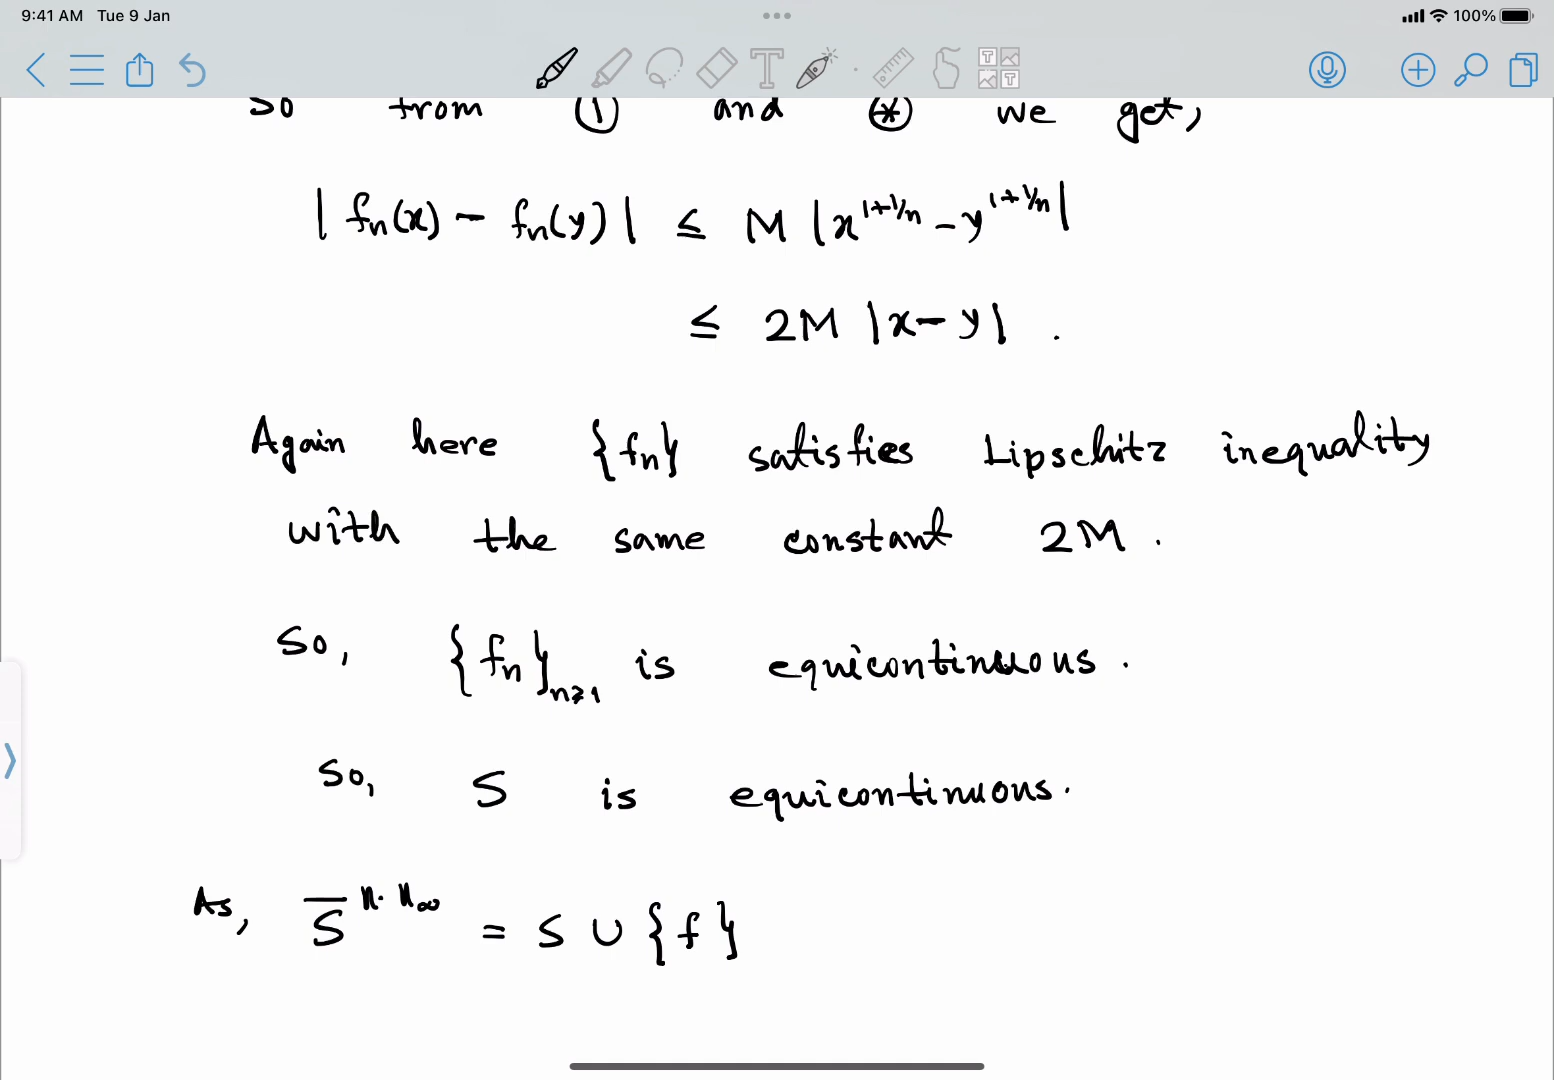 9:41 AM Tue 9 Jan
100%
So from ① and ⊛ we get,
| fn(x) - fn(y) | ≤ M |x^{1+1/n} - y^{1+1/n}|
≤ 2M |x-y| .
Again here {fn} satisfies Lipschitz inequality
with the same constant 2M .
So, {fn}_{n≥1} is equicontinuous .
So, S is equicontinuous.
As, \overline{S}^{‖·‖_∞} = S ∪ {f}